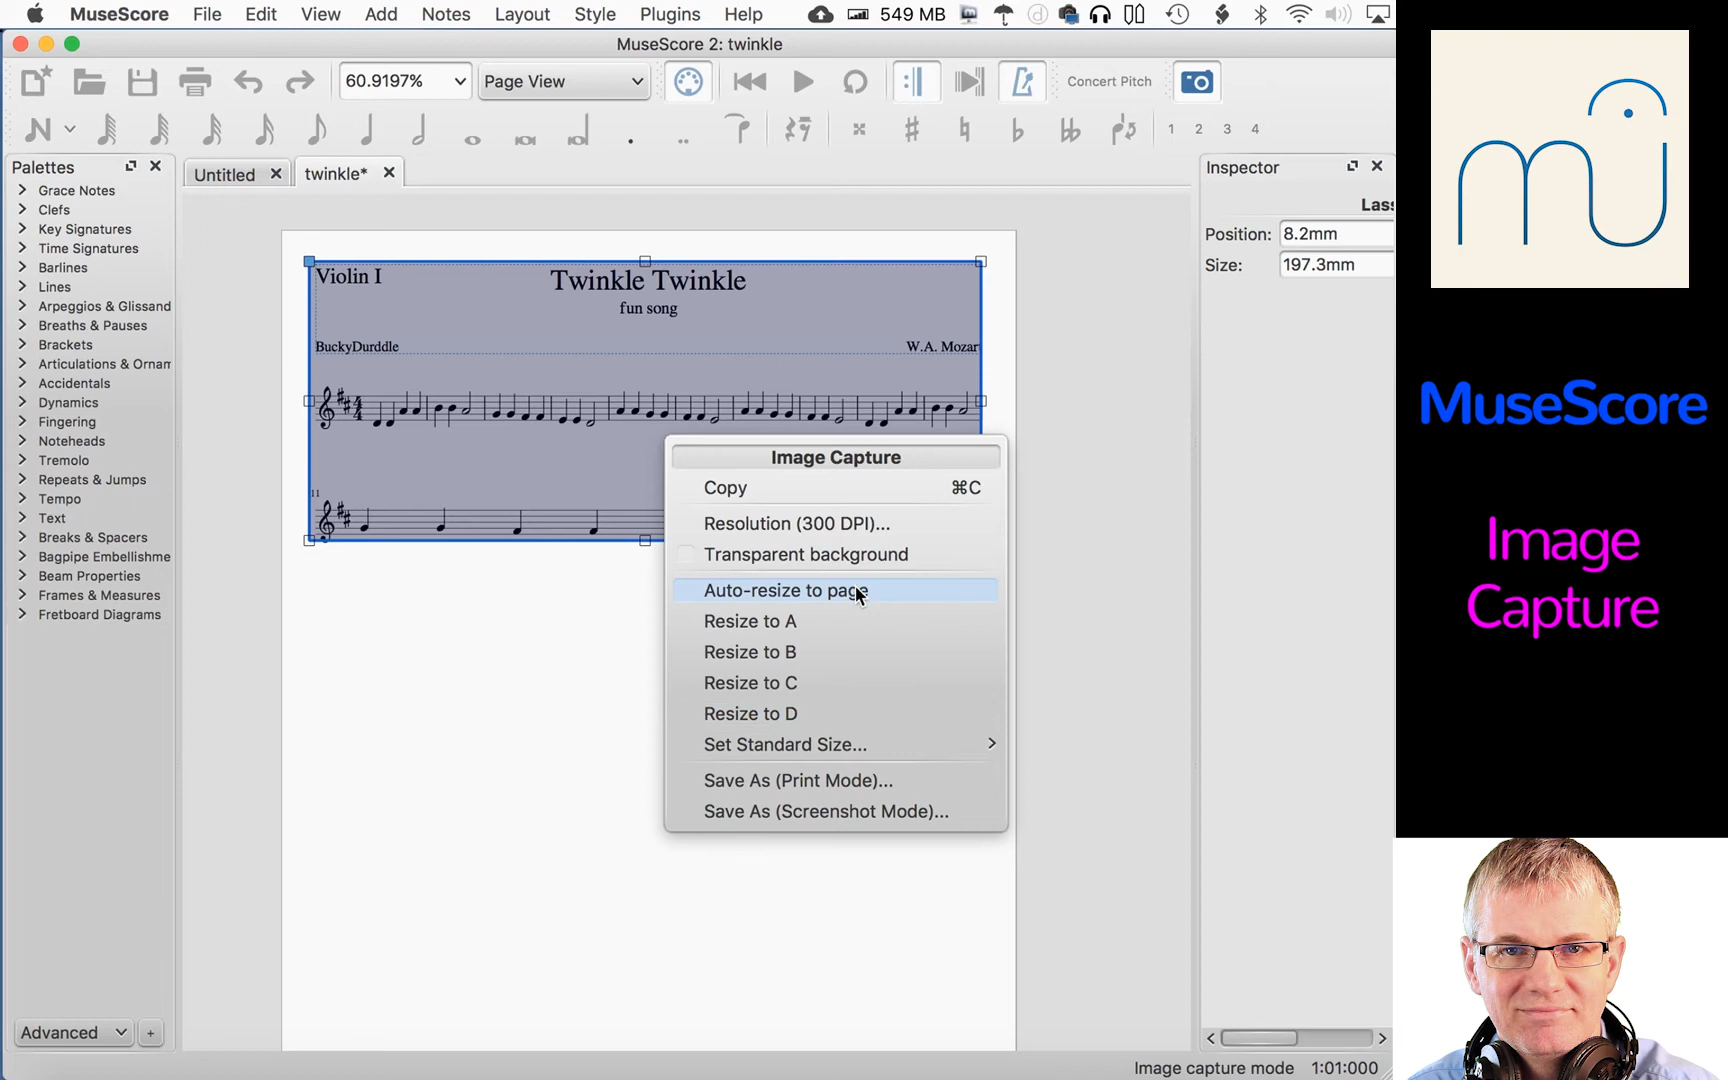 MuseScore File Edit View Add Notes Layout Style Plugins Help 549 MB
MuseScore 2: twinkle
60.9197% Page View Concert Pitch
1 2 3 4
Palettes
Grace Notes
Clefs
Key Signatures
Time Signatures
Barlines
Lines
Arpeggios & Glissand
Breaths & Pauses
Brackets
Articulations & Ornan
Accidentals
Dynamics
Fingering
Noteheads
Tremolo
Repeats & Jumps
Tempo
Text
Breaks & Spacers
Bagpipe Embellishme
Beam Properties
Frames & Measures
Fretboard Diagrams
Advanced +
Untitled twinkle*
Violin I
Twinkle Twinkle
fun song
BuckyDurddle W.A. Mozar
11
Image Capture
Copy ⌘C
Resolution (300 DPI)...
Transparent background
Auto-resize to page
Resize to A
Resize to B
Resize to C
Resize to D
Set Standard Size...
Save As (Print Mode)...
Save As (Screenshot Mode)...
Inspector
Lass
Position: 8.2mm
Size: 197.3mm
Image capture mode 1:01:000
mu
MuseScore
Image
Capture